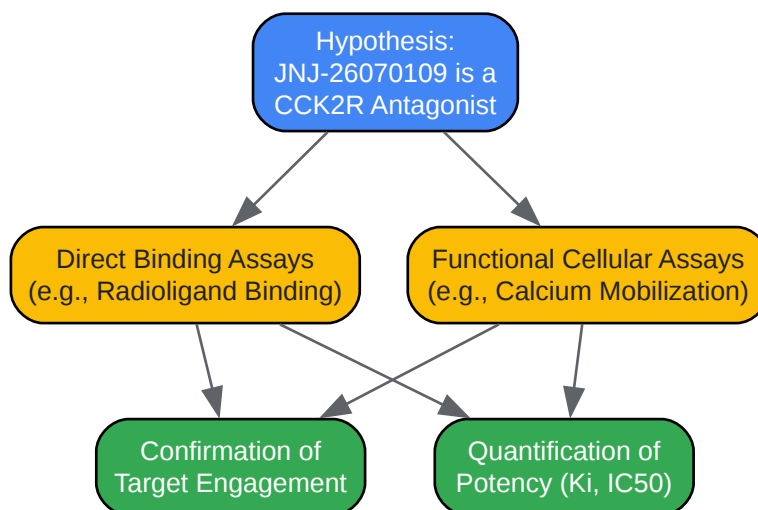 Hypothesis:
JNJ-26070109 is a
CCK2R Antagonist
Direct Binding Assays
(e.g., Radioligand Binding)
Functional Cellular Assays
(e.g., Calcium Mobilization)
Confirmation of
Target Engagement
Quantification of
Potency (Ki, IC50)